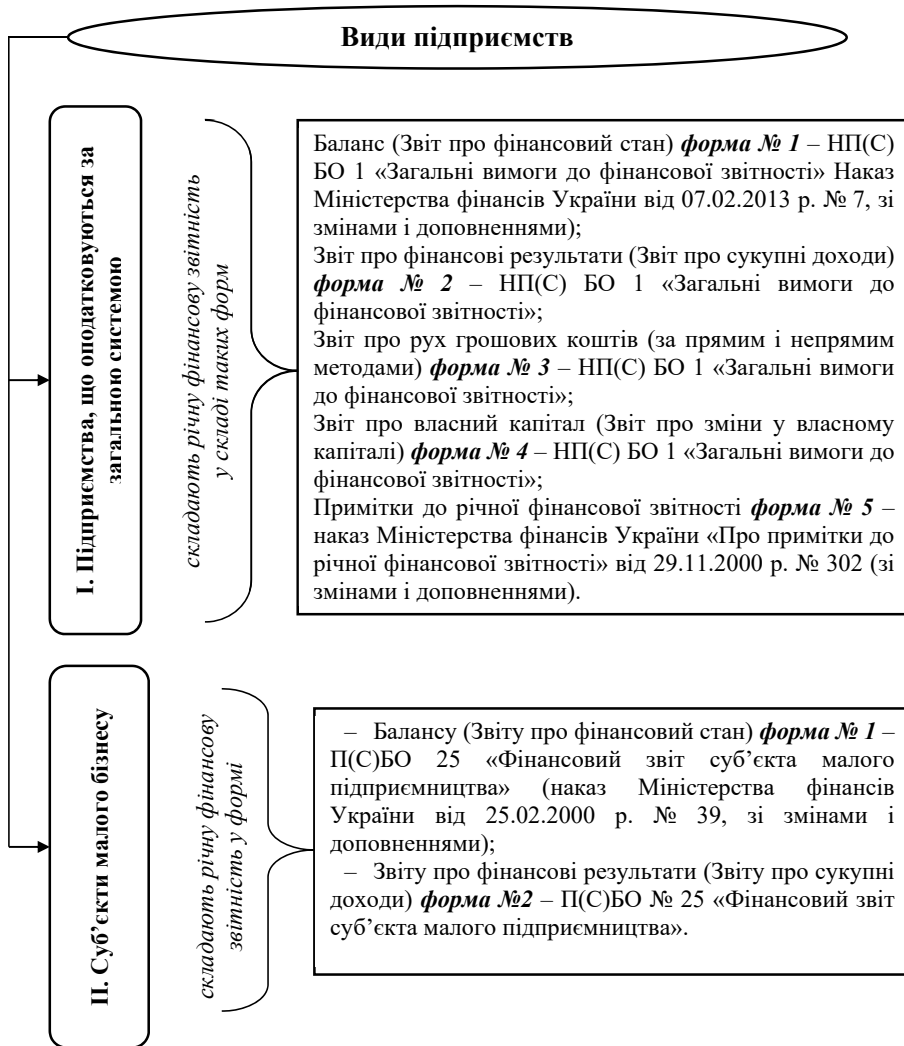 Види підприємств
І. Підприємства, що оподатковуються за
загальною системою
складають річну фінансову звітність
у складі таких форм
Баланс (Звіт про фінансовий стан) форма № 1 – НП(С)
БО 1 «Загальні вимоги до фінансової звітності» Наказ
Міністерства фінансів України від 07.02.2013 р. № 7, зі
змінами і доповненнями);
Звіт про фінансові результати (Звіт про сукупні доходи)
форма № 2 – НП(С) БО 1 «Загальні вимоги до
фінансової звітності»;
Звіт про рух грошових коштів (за прямим і непрямим
методами) форма № 3 – НП(С) БО 1 «Загальні вимоги
до фінансової звітності»;
Звіт про власний капітал (Звіт про зміни у власному
капіталі) форма № 4 – НП(С) БО 1 «Загальні вимоги до
фінансової звітності»;
Примітки до річної фінансової звітності форма № 5 –
наказ Міністерства фінансів України «Про примітки до
річної фінансової звітності» від 29.11.2000 р. № 302 (зі
змінами і доповненнями).
ІІ. Суб’єкти малого бізнесу
складають річну фінансову
звітність у формі
– Балансу (Звіту про фінансовий стан) форма № 1 –
П(С)БО 25 «Фінансовий звіт суб’єкта малого
підприємництва» (наказ Міністерства фінансів
України від 25.02.2000 р. № 39, зі змінами і
доповненнями);
– Звіту про фінансові результати (Звіту про сукупні
доходи) форма №2 – П(С)БО № 25 «Фінансовий звіт
суб’єкта малого підприємництва».